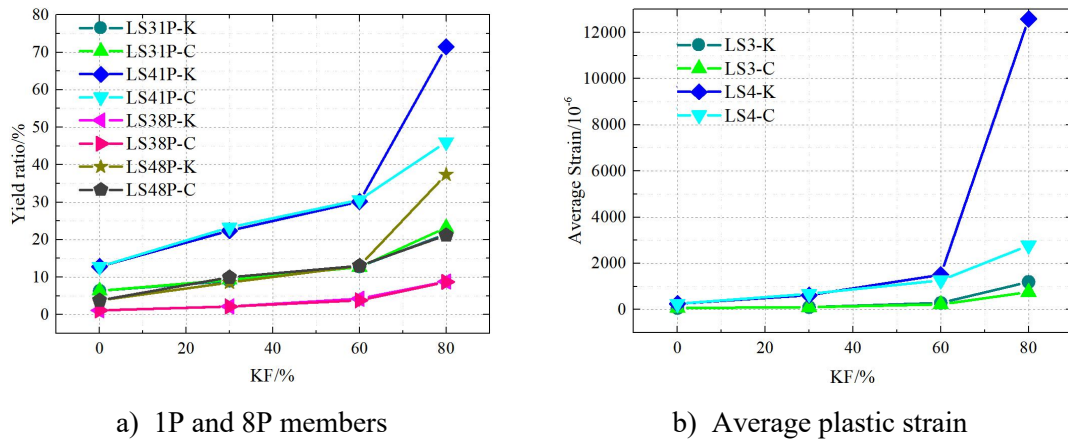 80
70
60
50
40
30
20
10
0
Yield ratio/%
LS31P-K
LS31P-C
LS41P-K
LS41P-C
LS38P-K
LS38P-C
LS48P-K
LS48P-C
0 20 40 60 80
KF/%
a) 1P and 8P members
12000
10000
8000
6000
4000
2000
0
Average Strain/10⁻⁶
LS3-K
LS3-C
LS4-K
LS4-C
0 20 40 60 80
KF/%
b) Average plastic strain